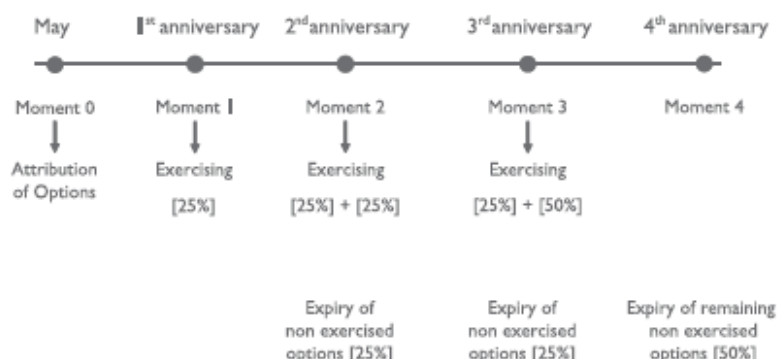 May 1st anniversary 2nd anniversary 3rd anniversary 4th anniversary
Moment 0 Moment 1 Moment 2 Moment 3 Moment 4
Attribution Exercising Exercising Exercising
of Options
[25%] [25%] + [25%] [25%] + [50%]
Expiry of Expiry of Expiry of remaining
non exercised non exercised non exercised
options [25%] options [25%] options [50%]